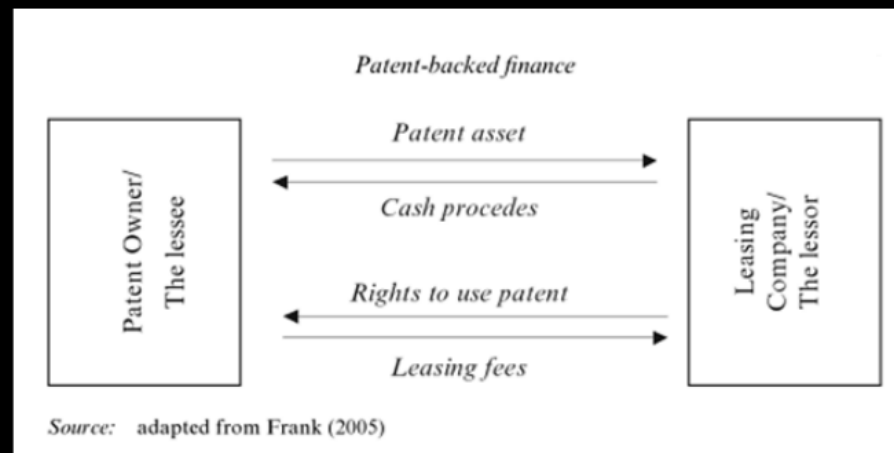 Patent-backed finance
Patent Owner/
The lessee
Patent asset
Cash procedes
Rights to use patent
Leasing fees
Leasing
Company/
The lessor
Source: adapted from Frank (2005)